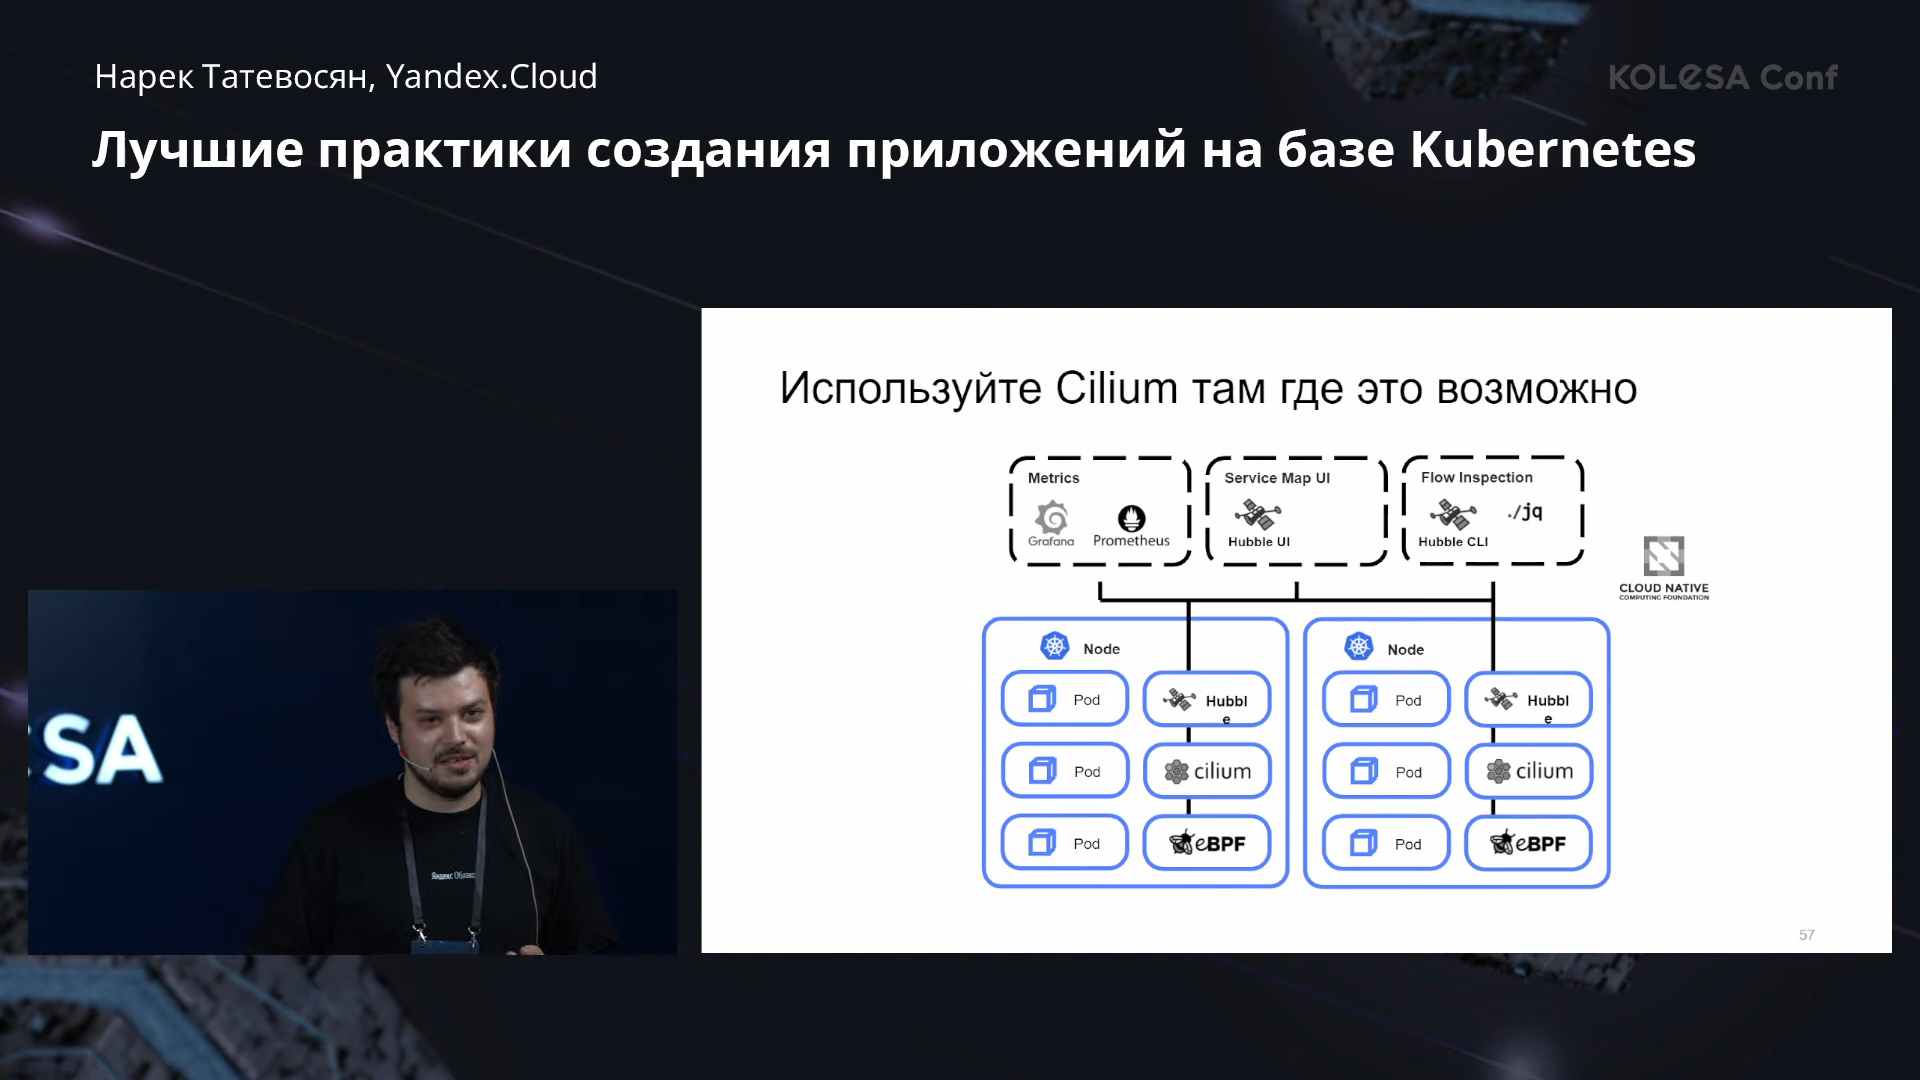 Нарек Татевосян, Yandex.Cloud
KOLESA Conf
Лучшие практики создания приложений на базе Kubernetes
Используйте Cilium там где это возможно
Metrics
Grafana
Prometheus
Service Map UI
Hubble UI
Flow Inspection
./jq
Hubble CLI
CLOUD NATIVE
COMPUTING FOUNDATION
Node
Pod
Hubbl
e
Pod
cilium
Pod
eBPF
Node
Pod
Hubbl
e
Pod
cilium
Pod
eBPF
57
SA
Яндекс Облако